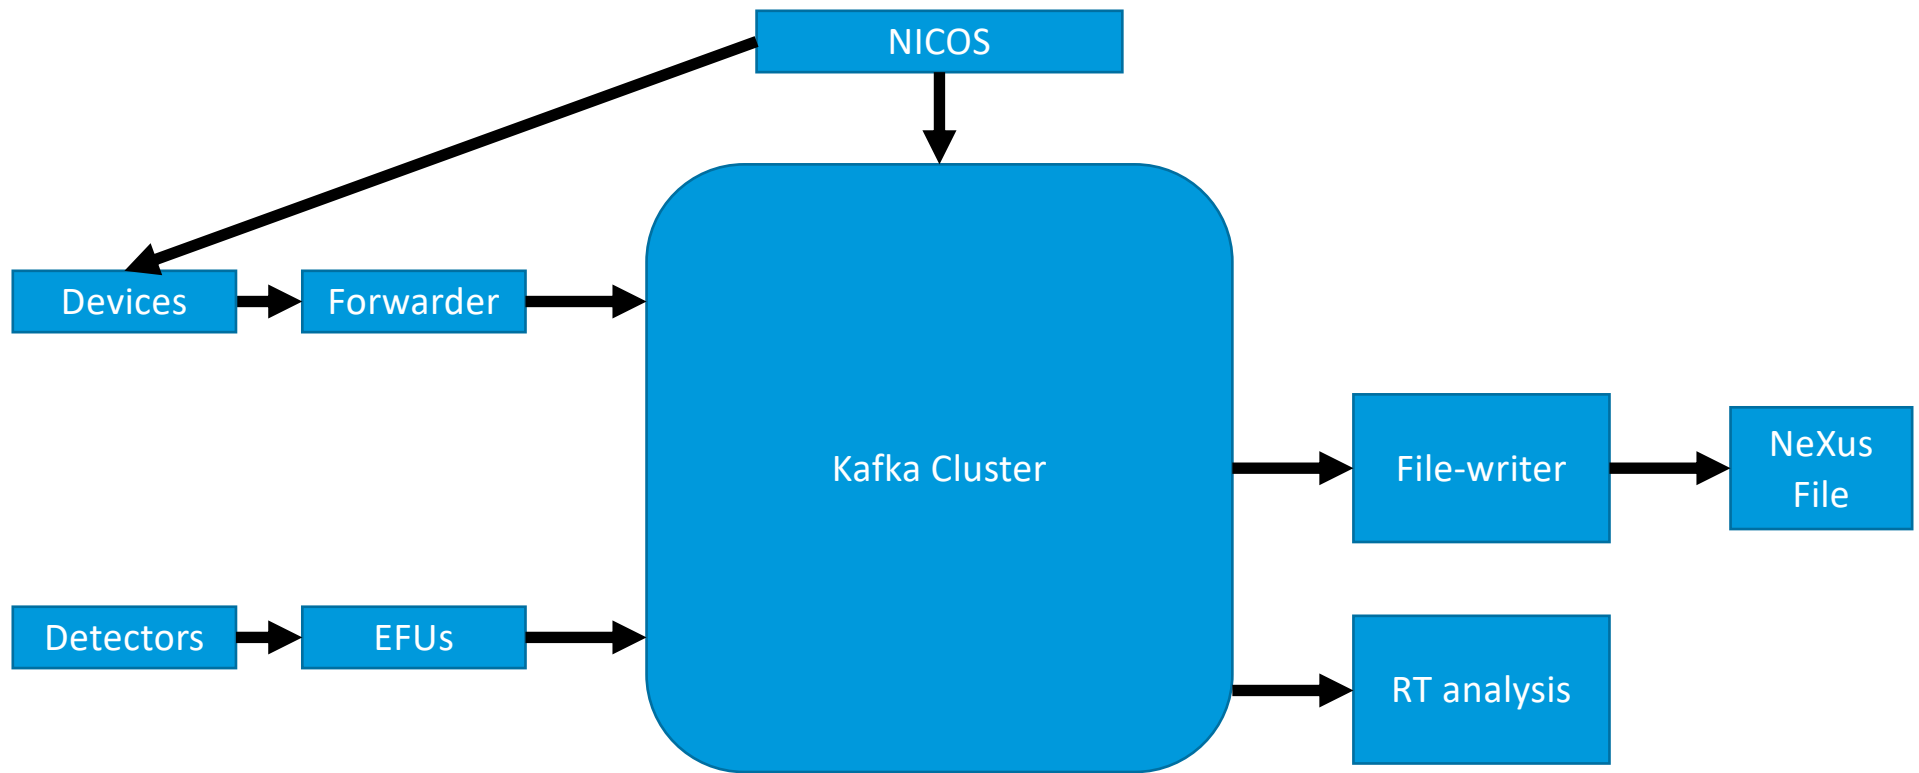 NICOS
Devices
Forwarder
Kafka Cluster
File-writer
NeXus
File
Detectors
EFUs
RT analysis